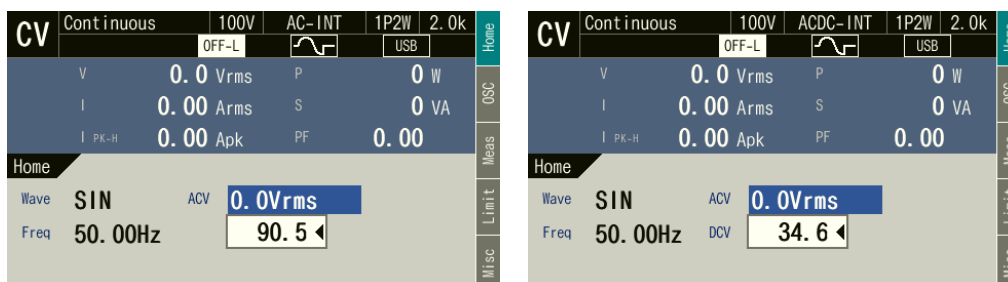 CV Continuous 100V AC-INT 1P2W 2.0k
OFF-L USB
V 0.0 Vrms P 0 W
I 0.00 Arms S 0 VA
I PK-H 0.00 Apk PF 0.00
Home
Wave SIN ACV 0.0Vrms
Freq 50.00Hz 90.5
Home
OSC
Meas
Limit
Misc
CV Continuous 100V ACDC-INT 1P2W 2.0k
OFF-L USB
V 0.0 Vrms P 0 W
I 0.00 Arms S 0 VA
I PK-H 0.00 Apk PF 0.00
Home
Wave SIN ACV 0.0Vrms
Freq 50.00Hz DCV 34.6